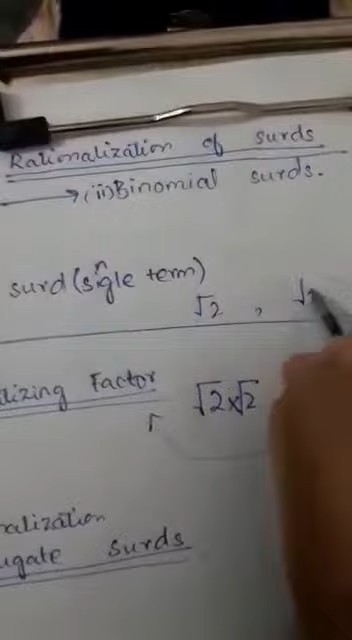 Rationalization of surds
→ (ii) Binomial surds.
surd (single term)
√2 ,
lizing Factor
√2×√2
alization
ugate surds